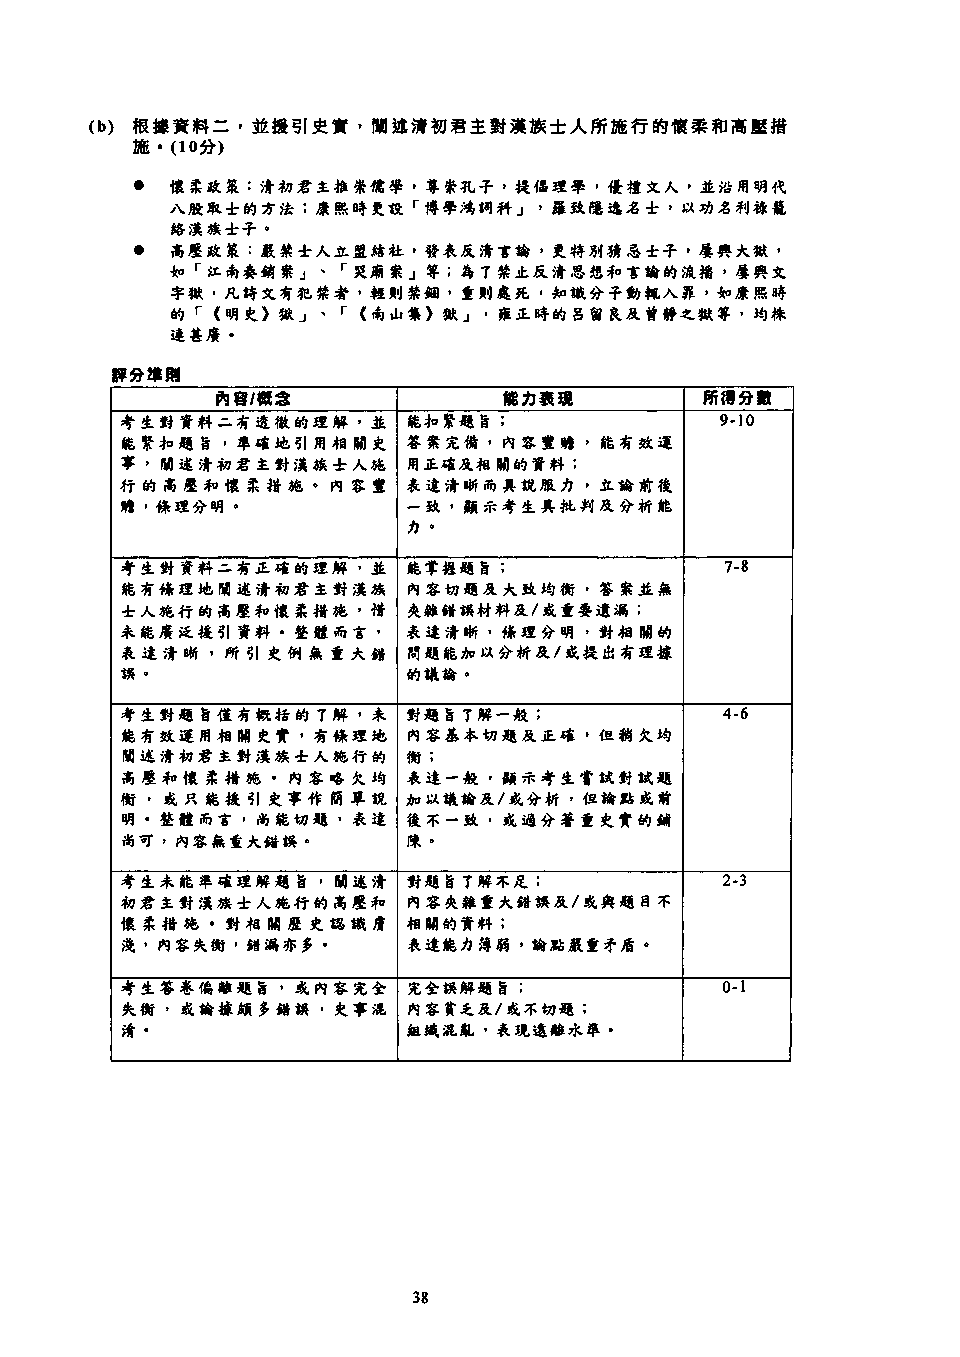 (b) 根據資料二，並援引史實，闡述清初君主對漢族士人所施行的懷柔和高壓措
施。(10分)
● 懷柔政策：清初君主推崇儒學，尊崇孔子，提倡理學，優禮文人，並沿用明代
八股取士的方法；康熙時更設「博學鴻詞科」，羅致隱逸名士，以功名利祿籠
絡漢族士子。
● 高壓政策：嚴禁士人立盟結社，發表反清言論，更特別猜忌士子，屢興大獄，
如「江南奏銷案」、「哭廟案」等；為了禁止反清思想和言論的流播，屢興文
字獄，凡詩文有犯禁者，輕則禁錮，重則處死，知識分子動輒入罪，如康熙時
的「《明史》獄」、「《南山集》獄」，雍正時的呂留良及曾靜之獄等，均株
連甚廣。
評分準則
內容/概念 能力表現 所得分數
考生對資料二有透徹的理解，並
能緊扣題旨，準確地引用相關史
事，闡述清初君主對漢族士人施
行的高壓和懷柔措施。內容豐
贍，條理分明。
能扣緊題旨；
答案完備，內容豐贍，能有效運
用正確及相關的資料；
表達清晰而具說服力，立論前後
一致，顯示考生具批判及分析能
力。
9-10
考生對資料二有正確的理解，並
能有條理地闡述清初君主對漢族
士人施行的高壓和懷柔措施，惜
未能廣泛援引資料。整體而言，
表達清晰，所引史例無重大錯
誤。
能掌握題旨；
內容切題及大致均衡，答案並無
夾雜錯誤材料及/或重要遺漏；
表達清晰，條理分明，對相關的
問題能加以分析及/或提出有理據
的議論。
7-8
考生對題旨僅有概括的了解，未
能有效運用相關史實，有條理地
闡述清初君主對漢族士人施行的
高壓和懷柔措施。內容略欠均
衡，或只能援引史事作簡單說
明。整體而言，尚能切題，表達
尚可，內容無重大錯誤。
對題旨了解一般；
內容基本切題及正確，但稍欠均
衡；
表達一般，顯示考生嘗試對試題
加以議論及/或分析，但論點或前
後不一致，或過分著重史實的鋪
陳。
4-6
考生未能準確理解題旨，闡述清
初君主對漢族士人施行的高壓和
懷柔措施。對相關歷史認識膚
淺，內容失衡，錯漏亦多。
對題旨了解不足；
內容夾雜重大錯誤及/或與題目不
相關的資料；
表達能力薄弱，論點嚴重矛盾。
2-3
考生答卷偏離題旨，或內容完全
失衡，或論據頗多錯誤，史事混
淆。
完全誤解題旨；
內容貧乏及/或不切題；
組織混亂，表現遠離水準。
0-1
38